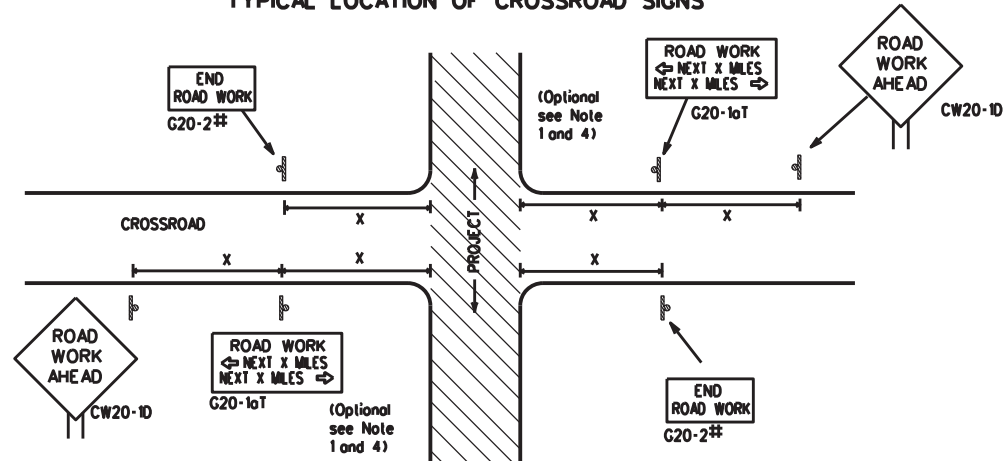 TYPICAL LOCATION OF CROSSROAD SIGNS
END
ROAD WORK
G20-2#
(Optional
see Note
1 and 4)
ROAD WORK
⇦ NEXT X MILES
NEXT X MILES ⇨
G20-1aT
ROAD
WORK
AHEAD
CW20-1D
X
X
X
CROSSROAD
PROJECT
X
X
X
ROAD
WORK
AHEAD
CW20-1D
ROAD WORK
⇦ NEXT X MILES
NEXT X MILES ⇨
G20-1aT
(Optional
see Note
1 and 4)
END
ROAD WORK
G20-2#